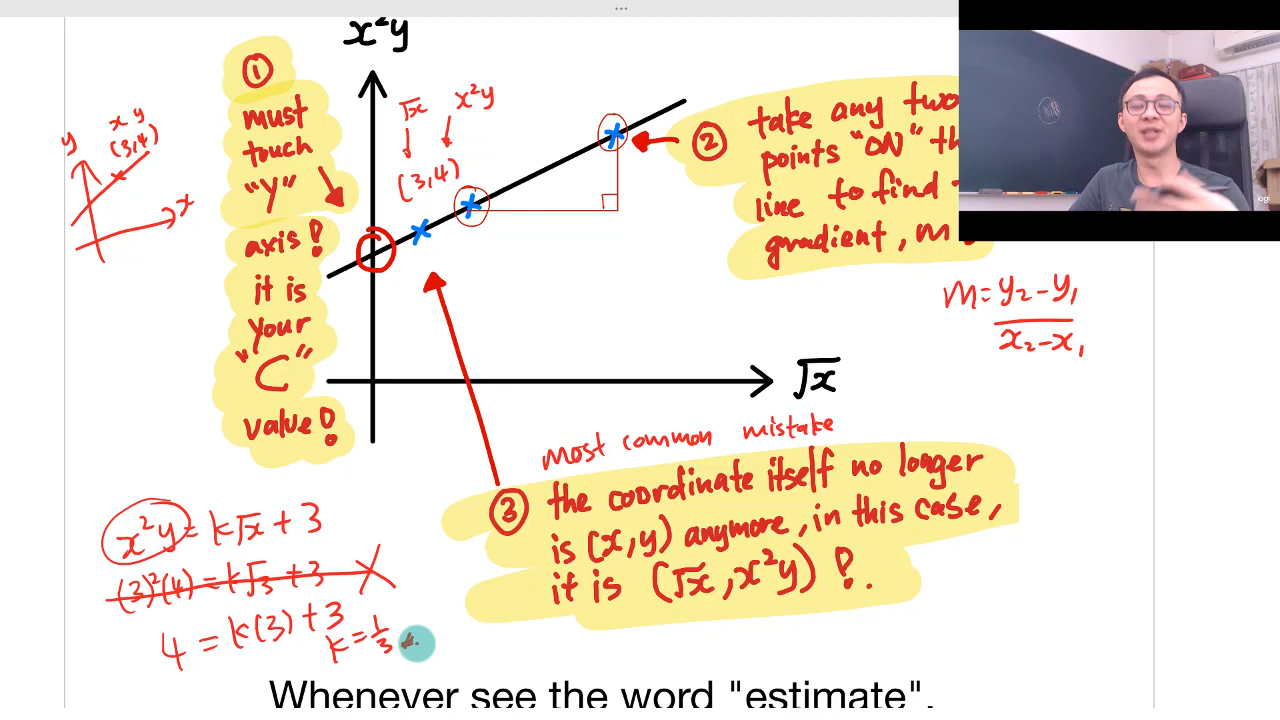 x²y
①
must
touch
"Y"
axis!
it is
your
"C"
value!
y
x y
(3,4)
x
√x
x²y
(3,4)
② take any two
points "ON"
line to find
gradient, m
m = y₂-y₁
x₂-x₁
√x
most common mistake
③ the coordinate itself no longer
is (x,y) anymore, in this case,
it is (√x, x²y)!
x²y = k√x + 3
(3)²(4) = k√3 + 3
4 = k(3) + 3
k = 1/3
Whenever see the word "estimate",
logi